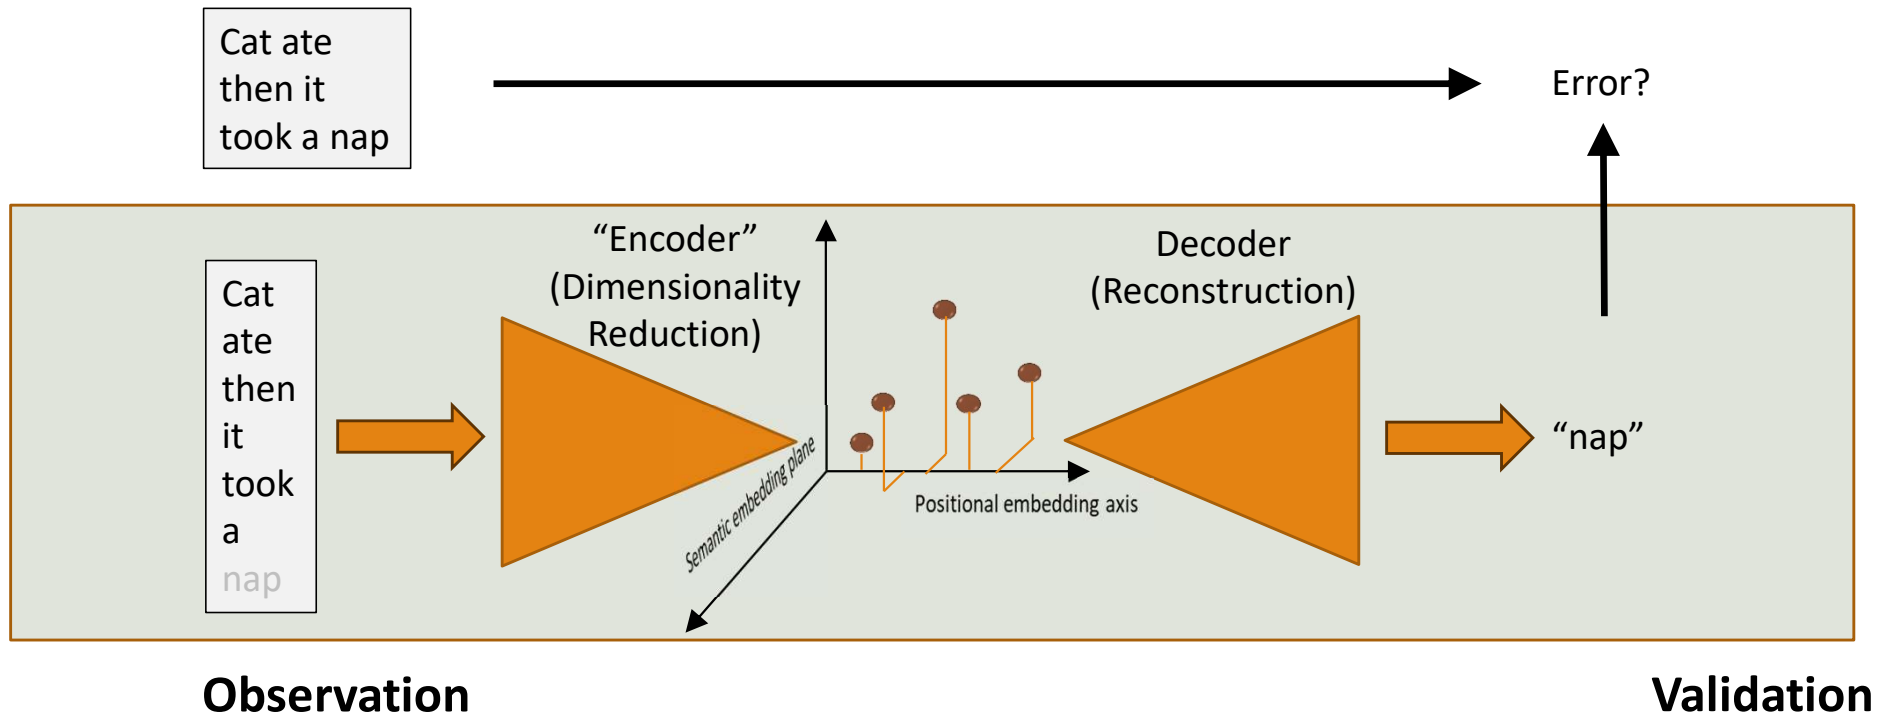 Cat ate
then it
took a nap
Error?
“Encoder”
(Dimensionality
Reduction)
Decoder
(Reconstruction)
Cat
ate
then
it
took
a
nap
Semantic embedding plane
Positional embedding axis
“nap”
Observation
Validation